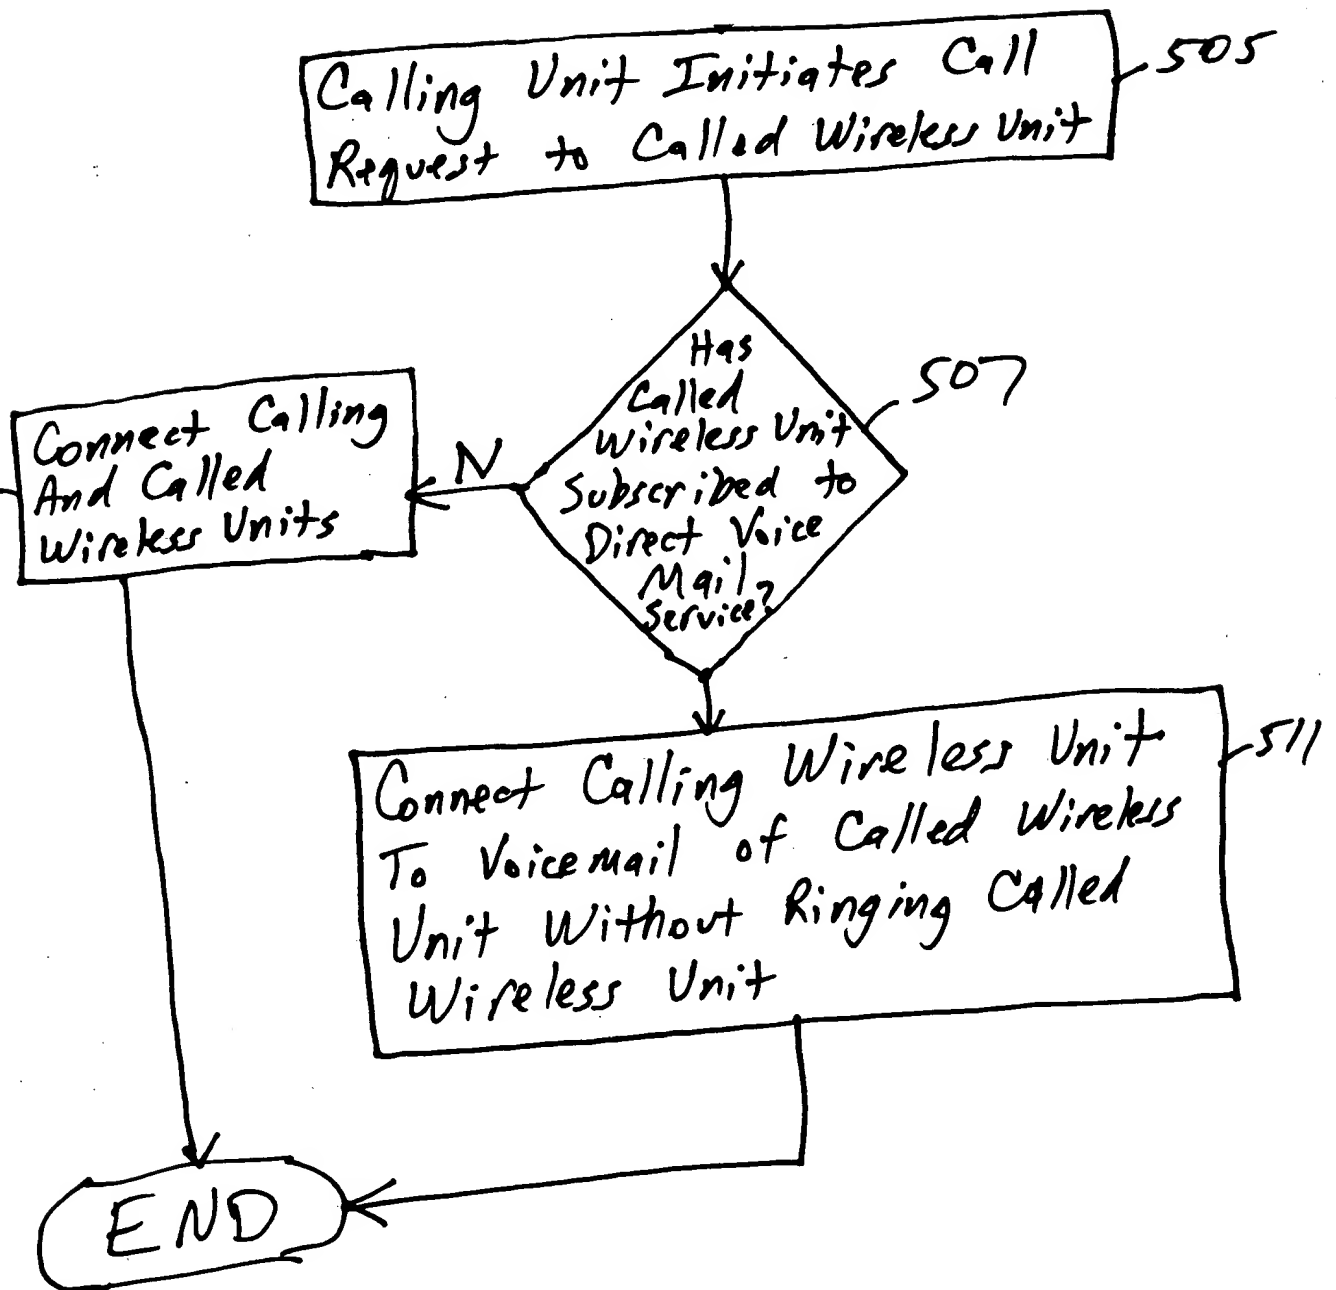 Calling Unit Initiates Call
Request to Called Wireless Unit
505
Has
Called
Wireless Unit
Subscribed to
Direct Voice
Mail
Service?
507
N
Connect Calling
And Called
Wireless Units
Connect Calling Wireless Unit
To Voicemail of Called Wireless
Unit Without Ringing Called
Wireless Unit
511
END